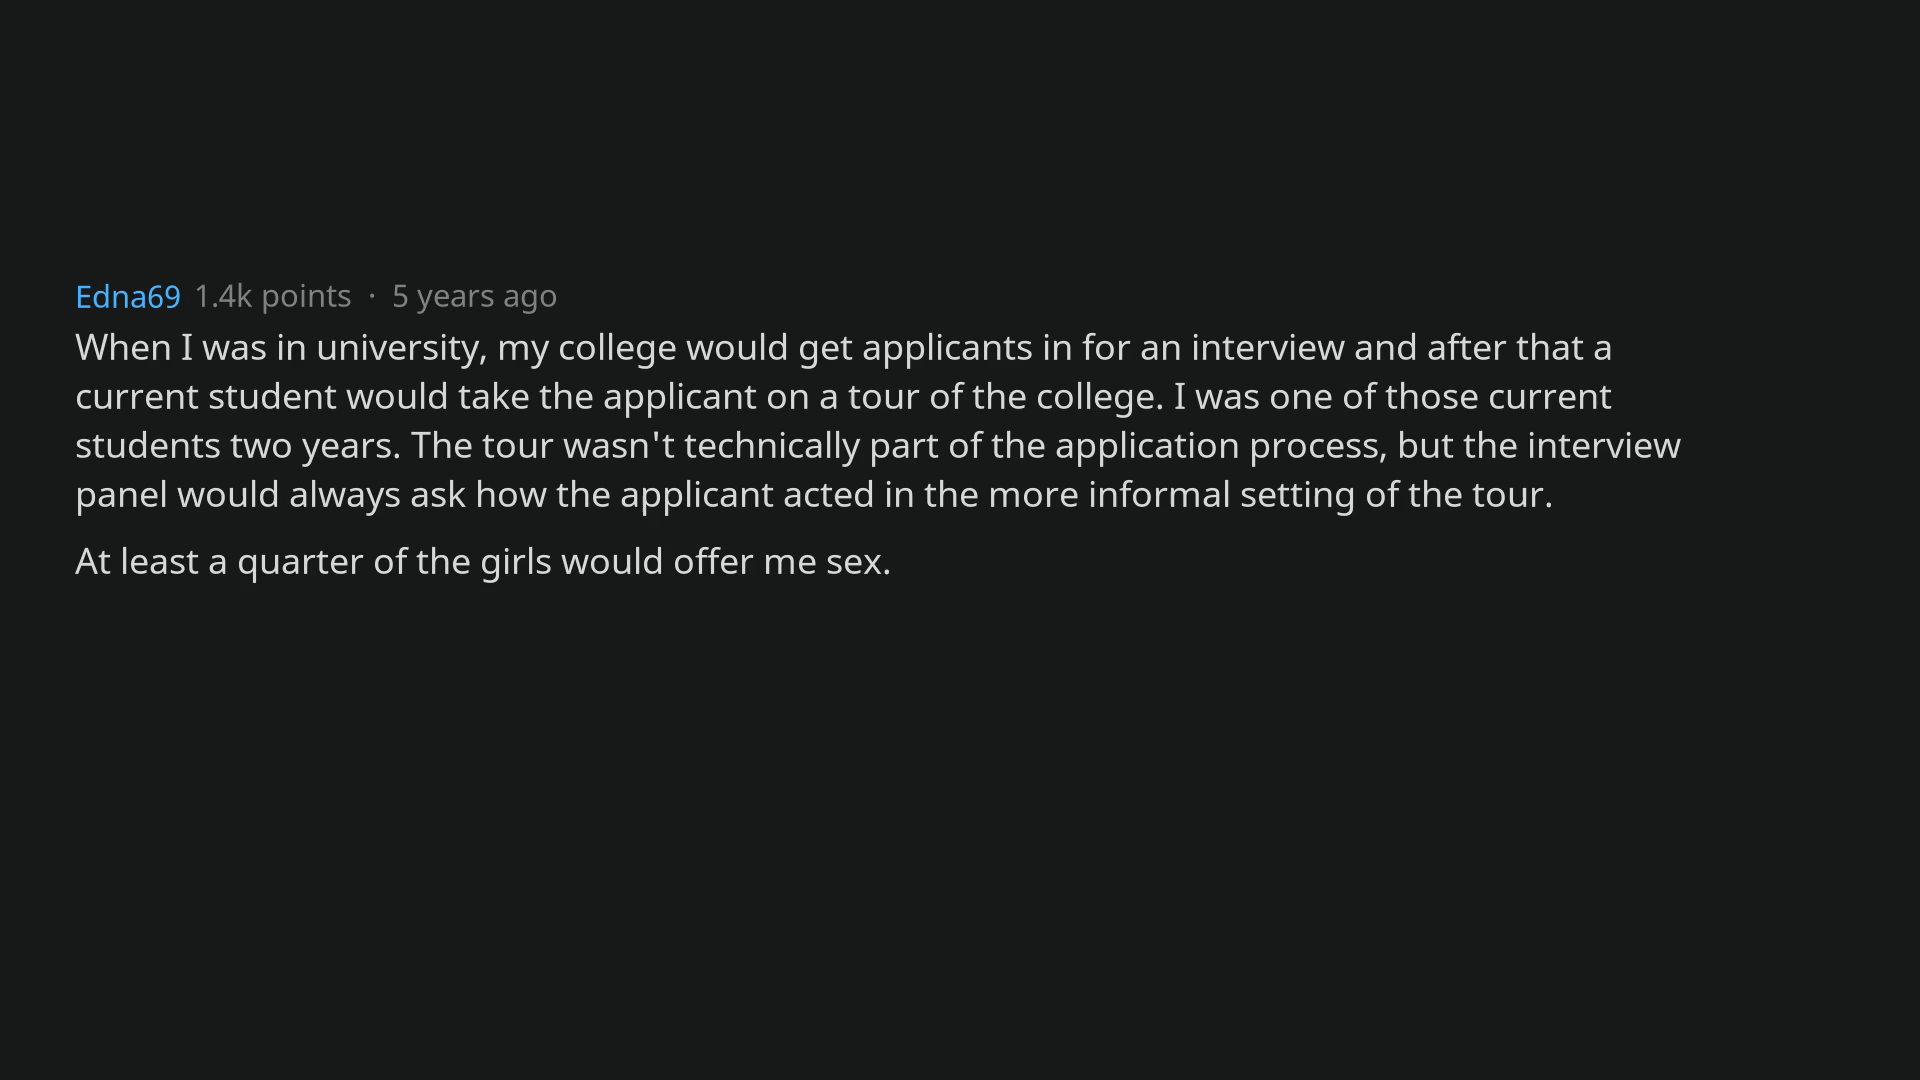 Edna69 1.4k points · 5 years ago
When I was in university, my college would get applicants in for an interview and after that a
current student would take the applicant on a tour of the college. I was one of those current
students two years. The tour wasn't technically part of the application process, but the interview
panel would always ask how the applicant acted in the more informal setting of the tour.
At least a quarter of the girls would offer me sex.